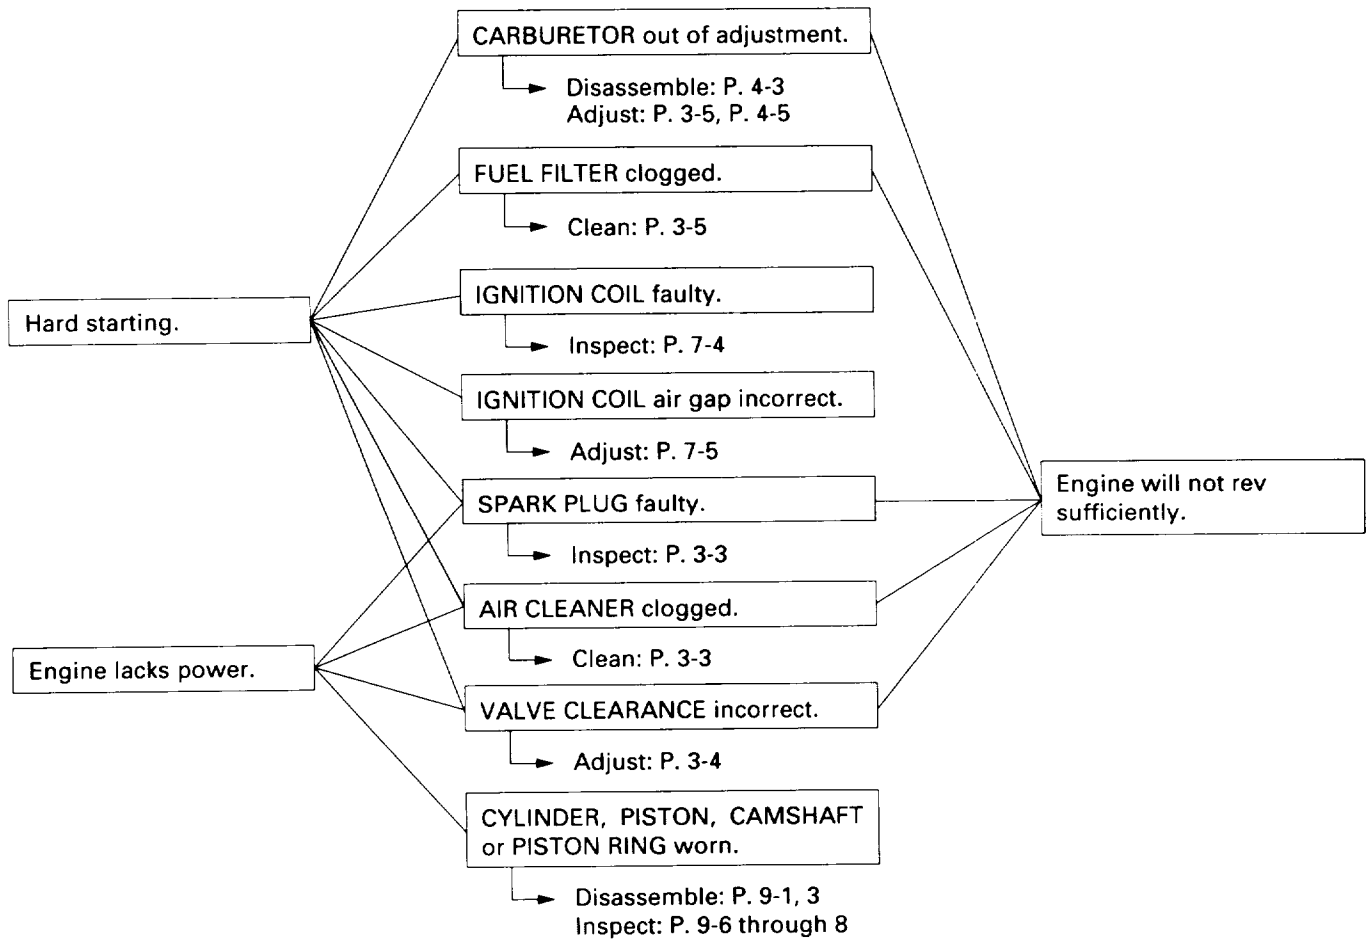 CARBURETOR out of adjustment.
Disassemble: P. 4-3
Adjust: P. 3-5, P. 4-5
FUEL FILTER clogged.
Clean: P. 3-5
Hard starting.
IGNITION COIL faulty.
Inspect: P. 7-4
IGNITION COIL air gap incorrect.
Adjust: P. 7-5
SPARK PLUG faulty.
Inspect: P. 3-3
Engine will not rev
sufficiently.
AIR CLEANER clogged.
Clean: P. 3-3
Engine lacks power.
VALVE CLEARANCE incorrect.
Adjust: P. 3-4
CYLINDER, PISTON, CAMSHAFT
or PISTON RING worn.
Disassemble: P. 9-1, 3
Inspect: P. 9-6 through 8